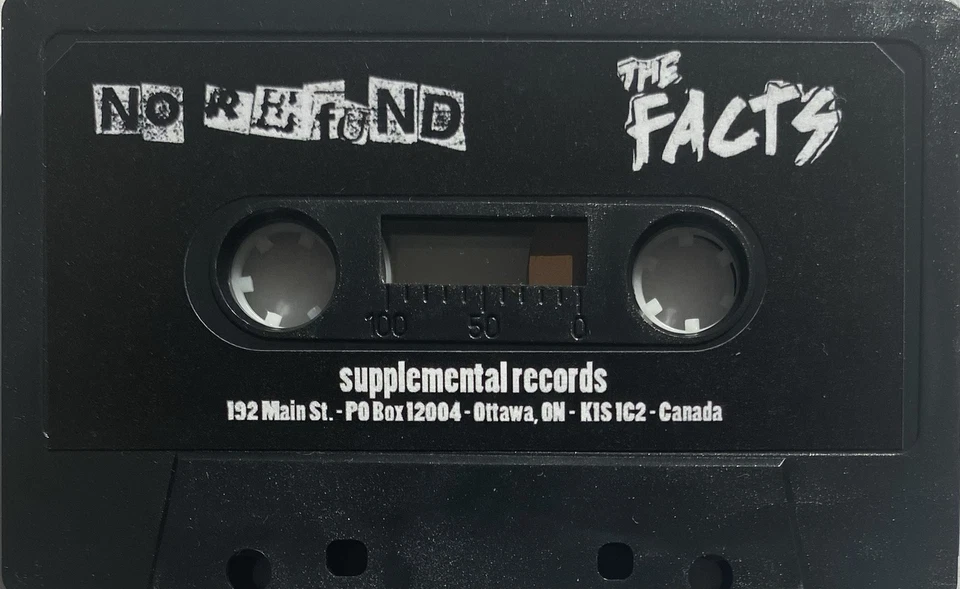 NO REfuND
THE
FACTS
100 50 0
supplemental records
192 Main St. - PO Box 12004 - Ottawa, ON - K1S 1C2 - Canada